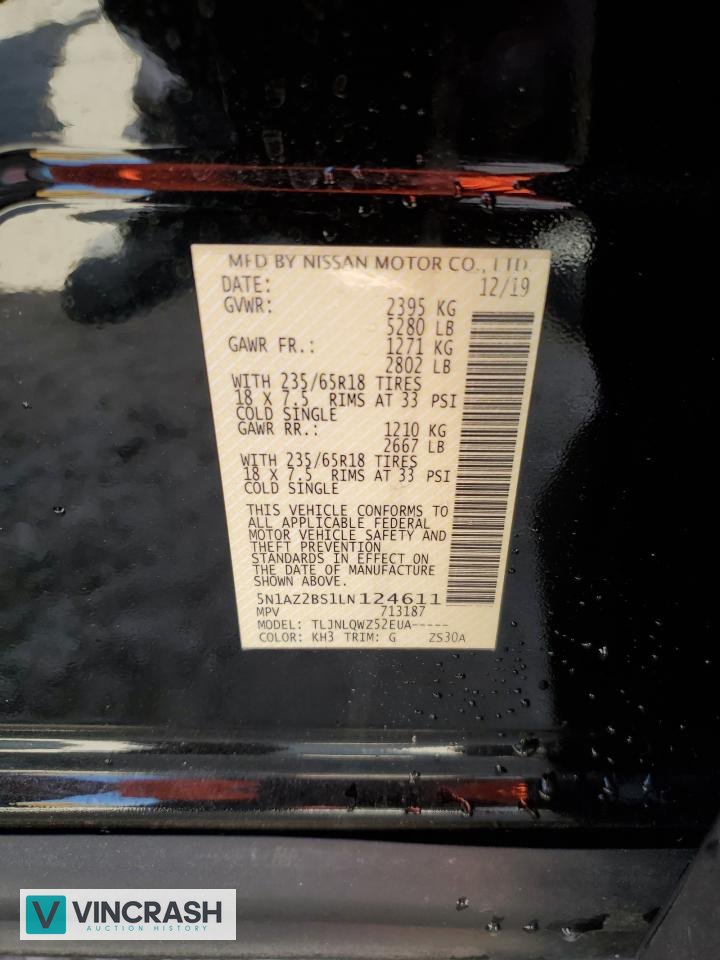 MFD BY NISSAN MOTOR CO., LTD.
DATE: 12/19
GVWR: 2395 KG
5280 LB
GAWR FR.: 1271 KG
2802 LB
WITH 235/65R18 TIRES
18 X 7.5 RIMS AT 33 PSI
COLD SINGLE
GAWR RR.: 1210 KG
2667 LB
WITH 235/65R18 TIRES
18 X 7.5 RIMS AT 33 PSI
COLD SINGLE
THIS VEHICLE CONFORMS TO
ALL APPLICABLE FEDERAL
MOTOR VEHICLE SAFETY AND
THEFT PREVENTION
STANDARDS IN EFFECT ON
THE DATE OF MANUFACTURE
SHOWN ABOVE.
5N1AZ2BS1LN124611
MPV 713187
MODEL: TLJNLQWZ52EUA-----
COLOR: KH3 TRIM: G ZS30A
V VINCRASH
AUCTION HISTORY